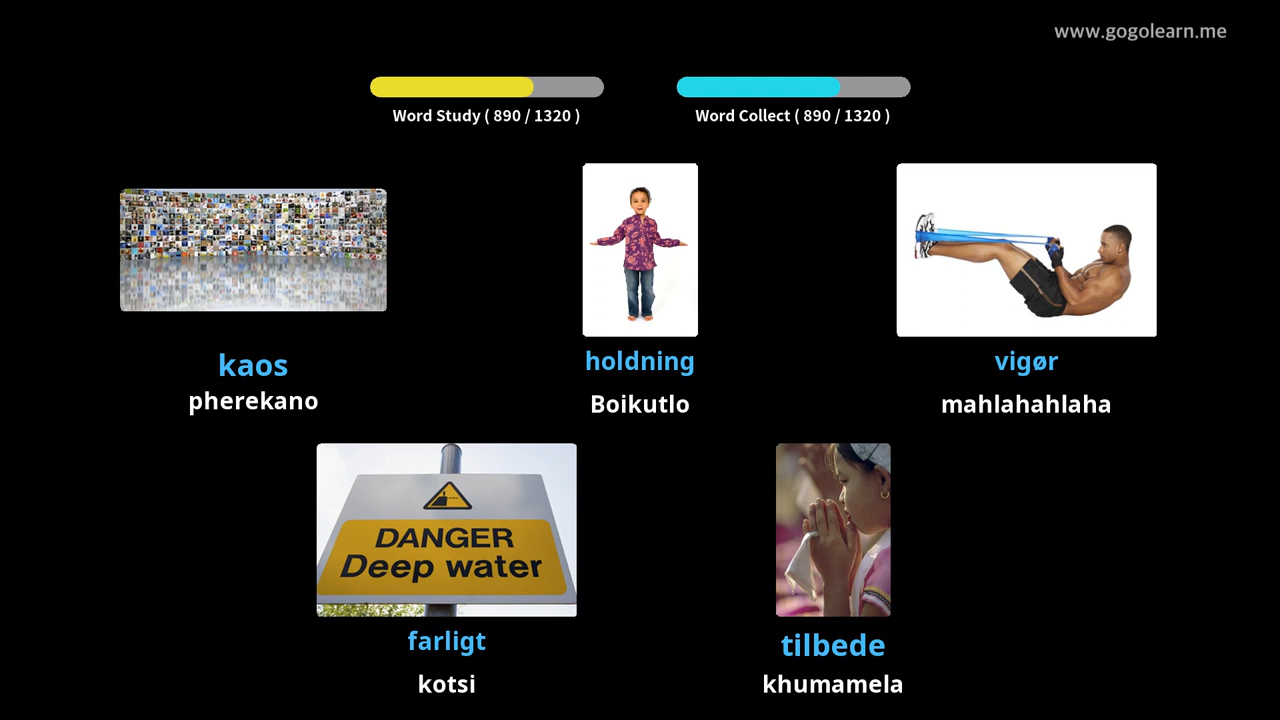 www.gogolearn.me
Word Study ( 890 / 1320 )
Word Collect ( 890 / 1320 )
kaos
pherekano
holdning
Boikutlo
vigør
mahlahahlaha
DANGER
Deep water
farligt
kotsi
tilbede
khumamela